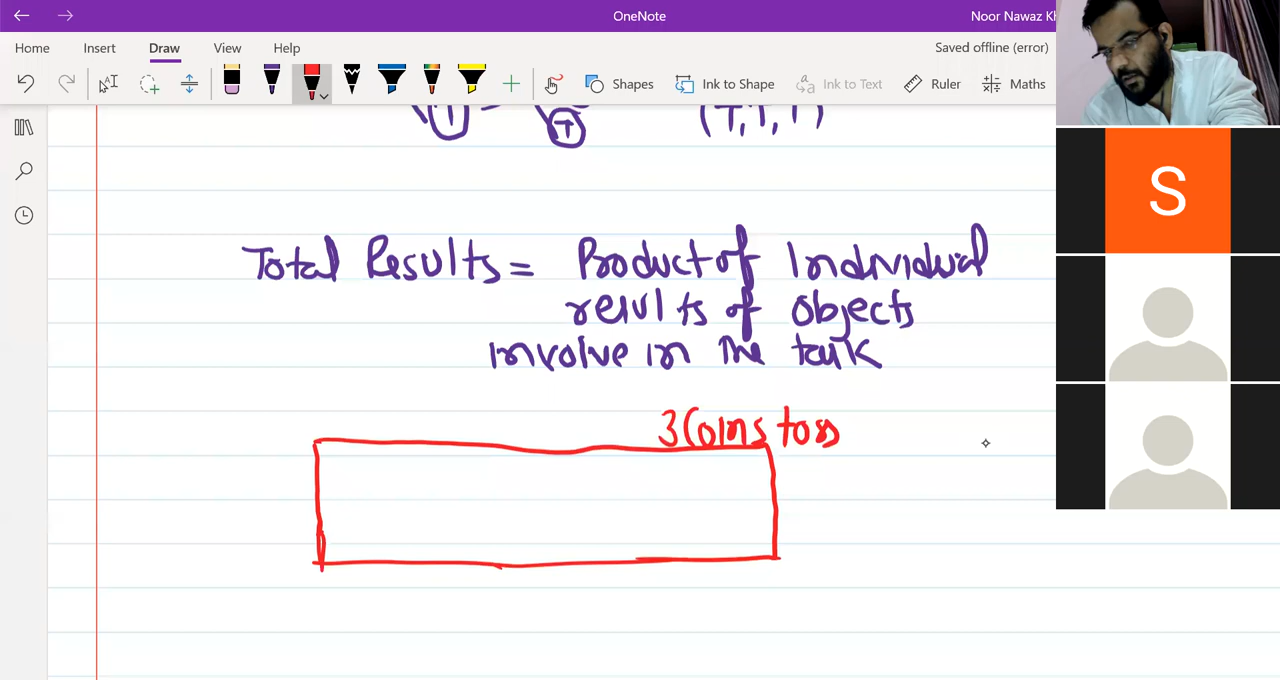 OneNote
Noor Nawaz Kh
Home Insert Draw View Help
Saved offline (error)
Shapes Ink to Shape Ink to Text Ruler Maths
T = T (T, T, T)
Total Results = Product of Individual
results of objects
involve in the task
3 Coins toss
S